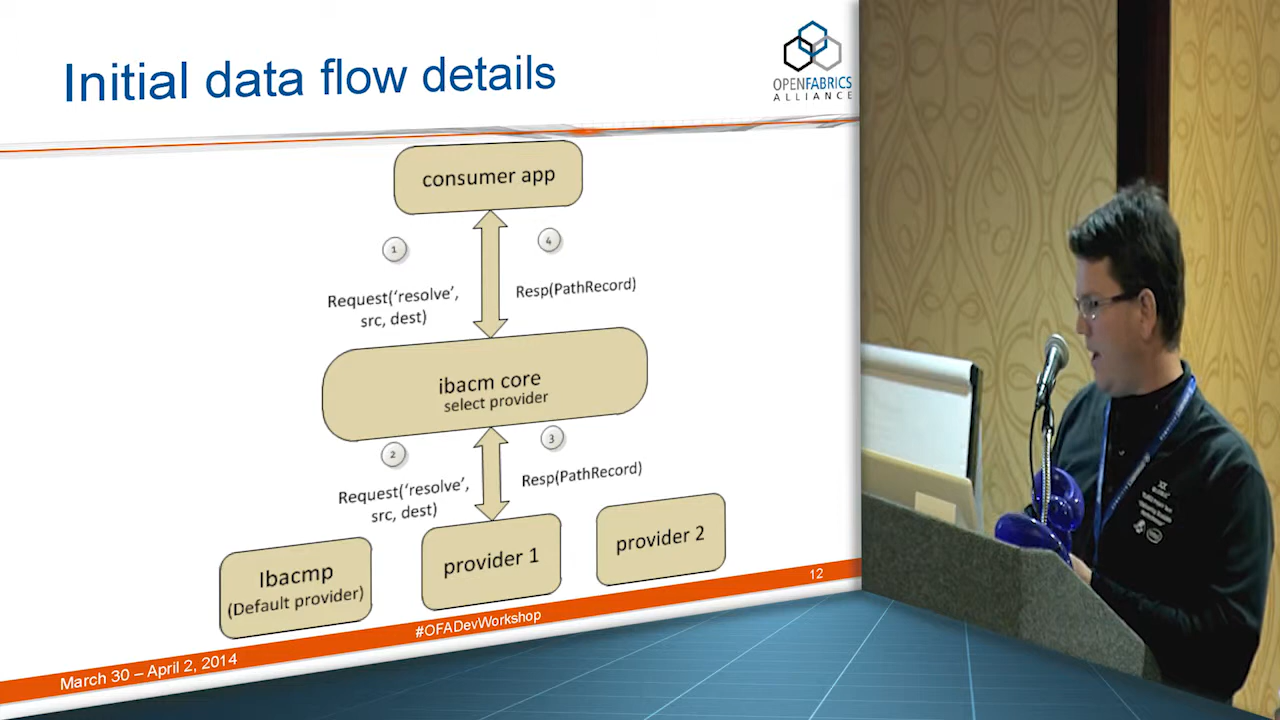 Initial data flow details
OPENFABRICS
ALLIANCE
consumer app
1
4
Request('resolve',
src, dest)
Resp(PathRecord)
ibacm core
select provider
2
3
Request('resolve',
src, dest)
Resp(PathRecord)
Ibacmp
(Default provider)
provider 1
provider 2
March 30 – April 2, 2014
#OFADevWorkshop
12